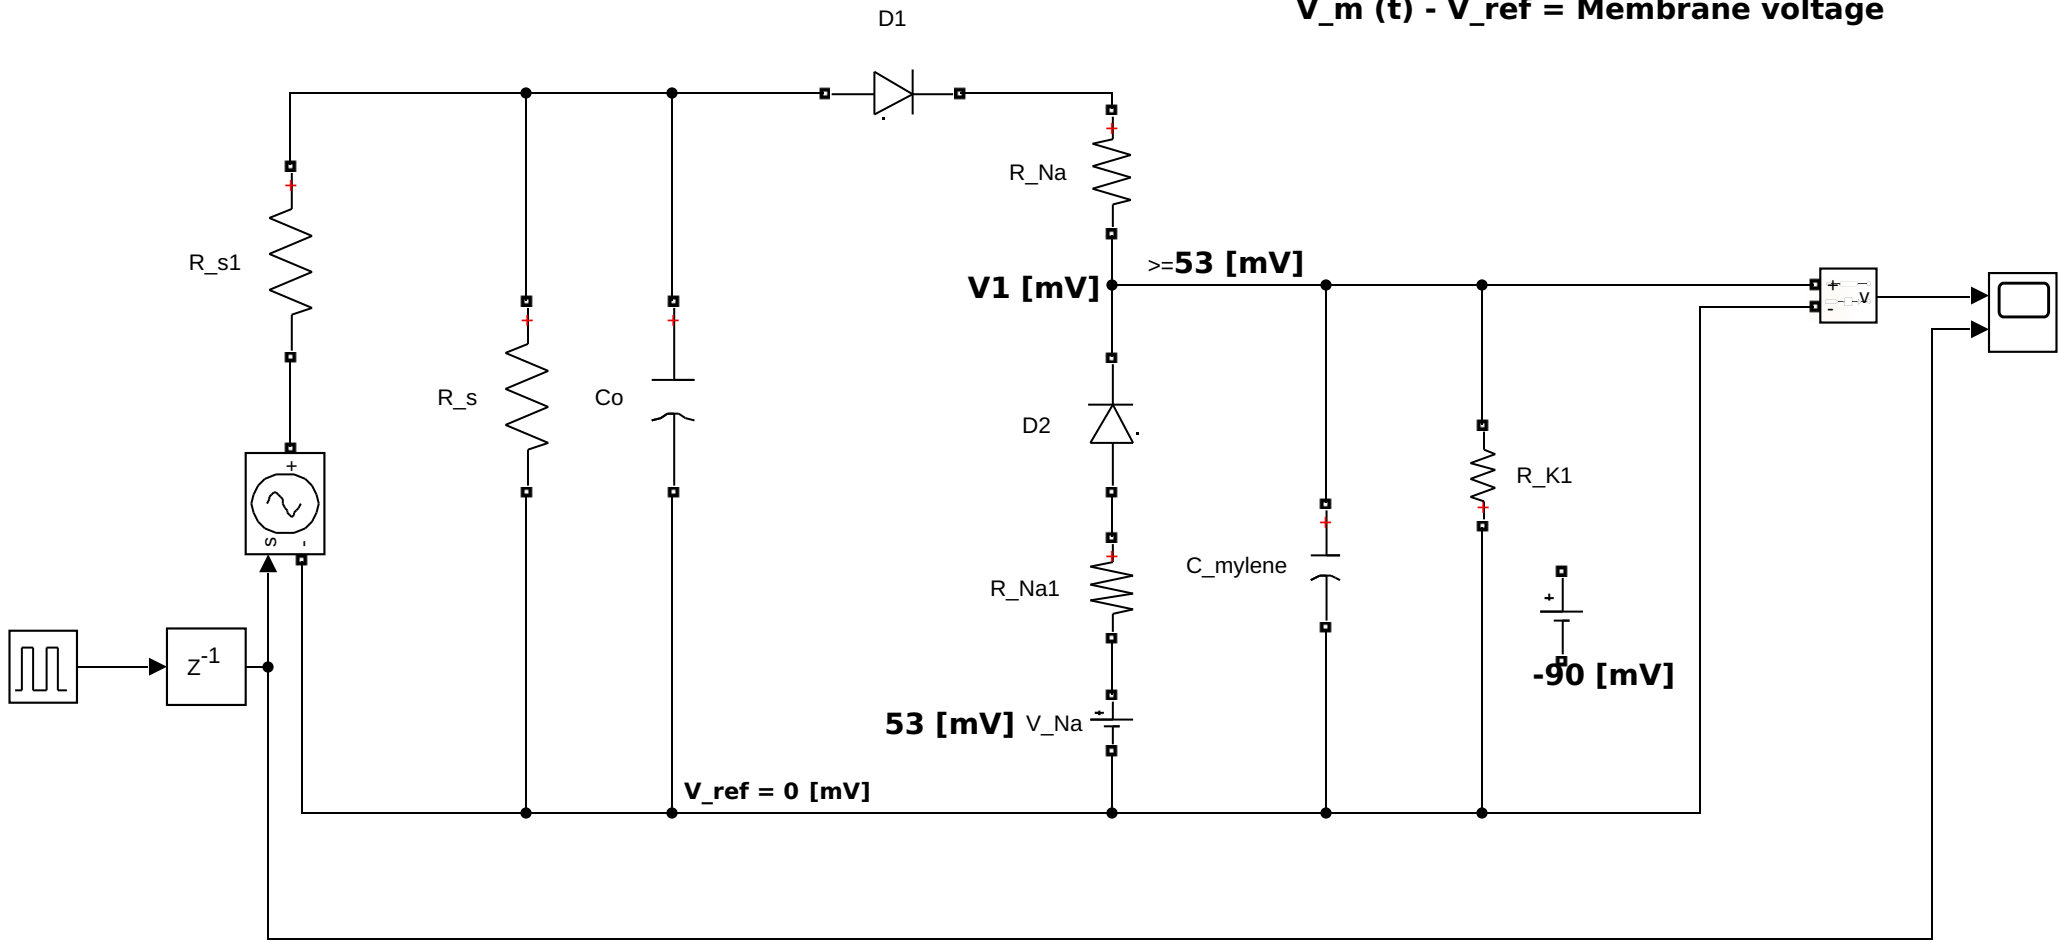 D1
V_m (t) - V_ref = Membrane voltage
R_Na
R_s1
>=53 [mV]
V1 [mV]
+
-
v
R_s
Co
D2
R_K1
+
s
-
C_mylene
R_Na1
+
Z-1
-90 [mV]
53 [mV] V_Na
+
V_ref = 0 [mV]